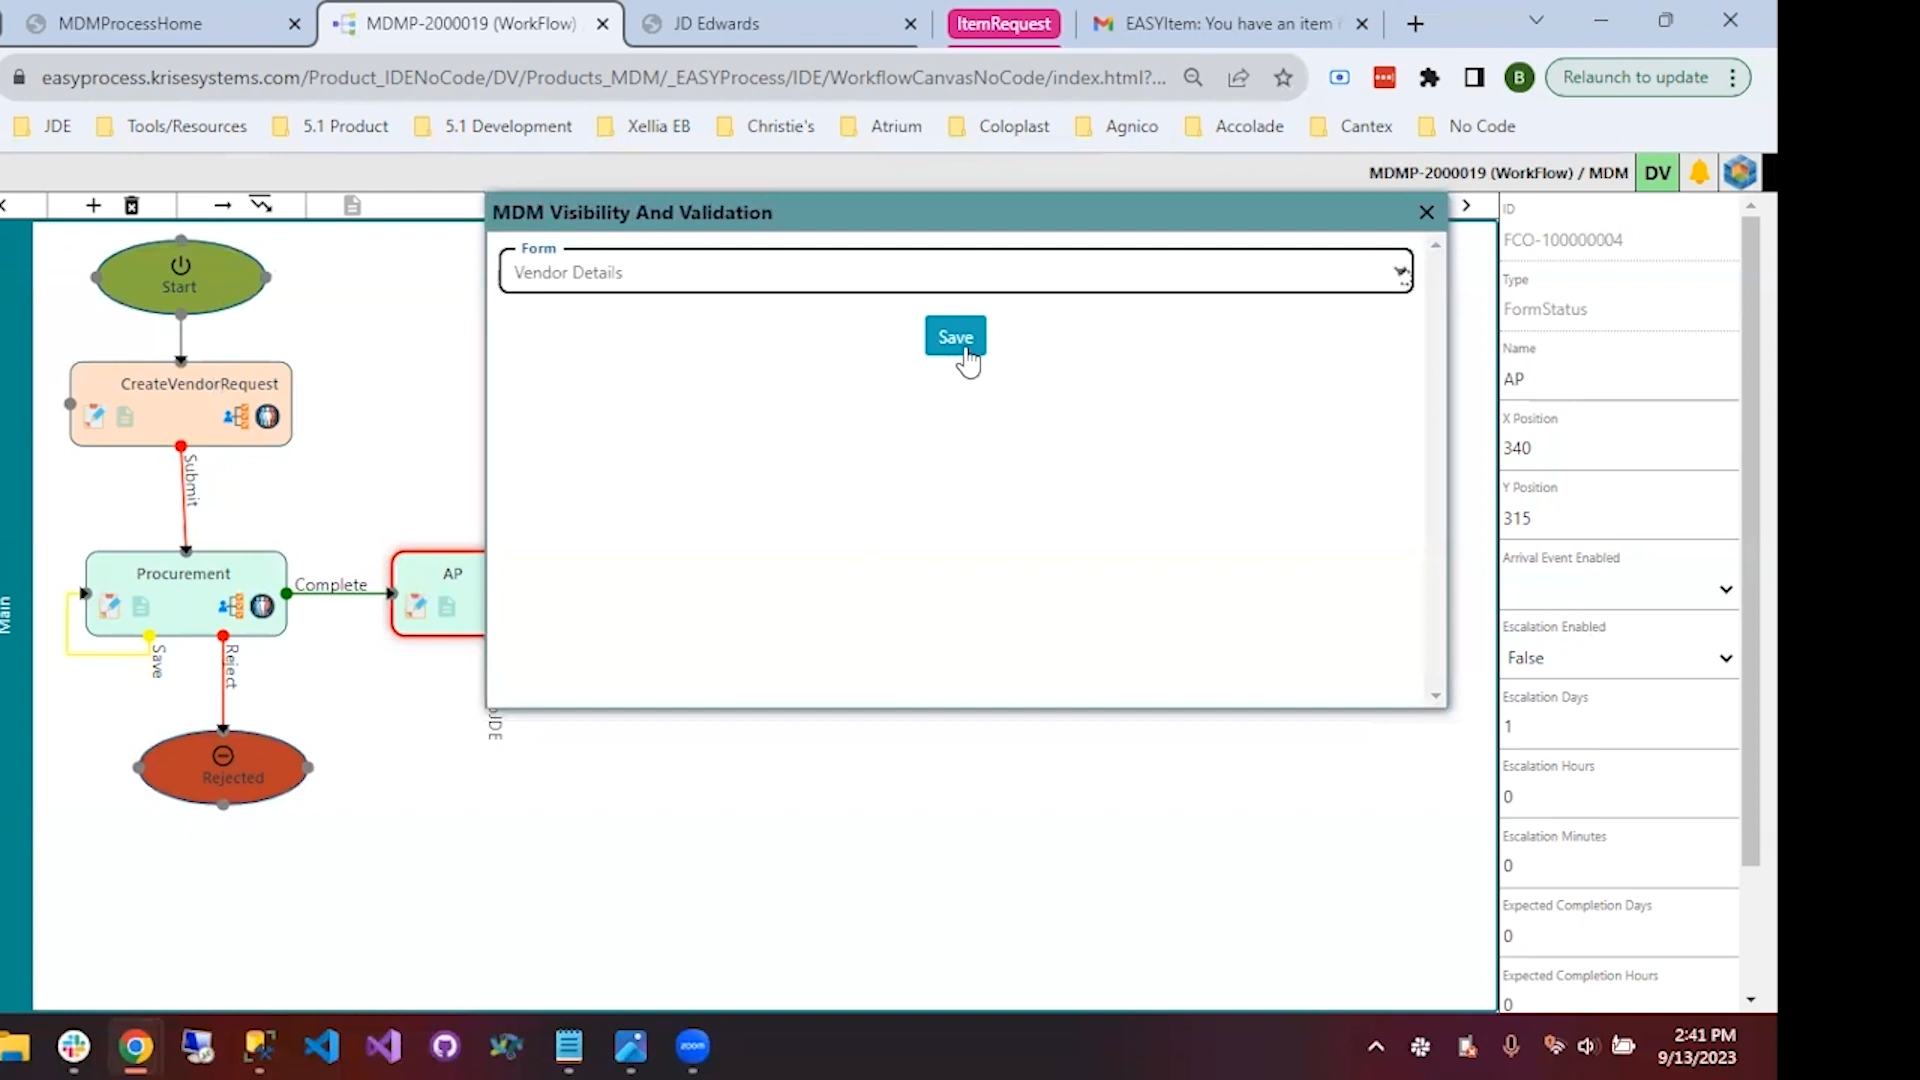 MDMProcessHome
MDMP-2000019 (WorkFlow)
JD Edwards
ItemRequest
EASYItem: You have an item
easyprocess.krisesystems.com/Product_IDENoCode/DV/Products_MDM/_EASYProcess/IDE/WorkflowCanvasNoCode/index.html?...
B
Relaunch to update
JDE
Tools/Resources
5.1 Product
5.1 Development
Xellia EB
Christie's
Atrium
Coloplast
Agnico
Accolade
Cantex
No Code
MDMP-2000019 (WorkFlow) / MDM
DV
MDM Visibility And Validation
Form
Vendor Details
Save
Start
CreateVendorRequest
Submit
Procurement
Complete
AP
Save
Reject
Rejected
Main
JDE
ID
FCO-100000004
Type
FormStatus
Name
AP
X Position
340
Y Position
315
Arrival Event Enabled
Escalation Enabled
False
Escalation Days
1
Escalation Hours
0
Escalation Minutes
0
Expected Completion Days
0
Expected Completion Hours
0
zoom
2:41 PM
9/13/2023